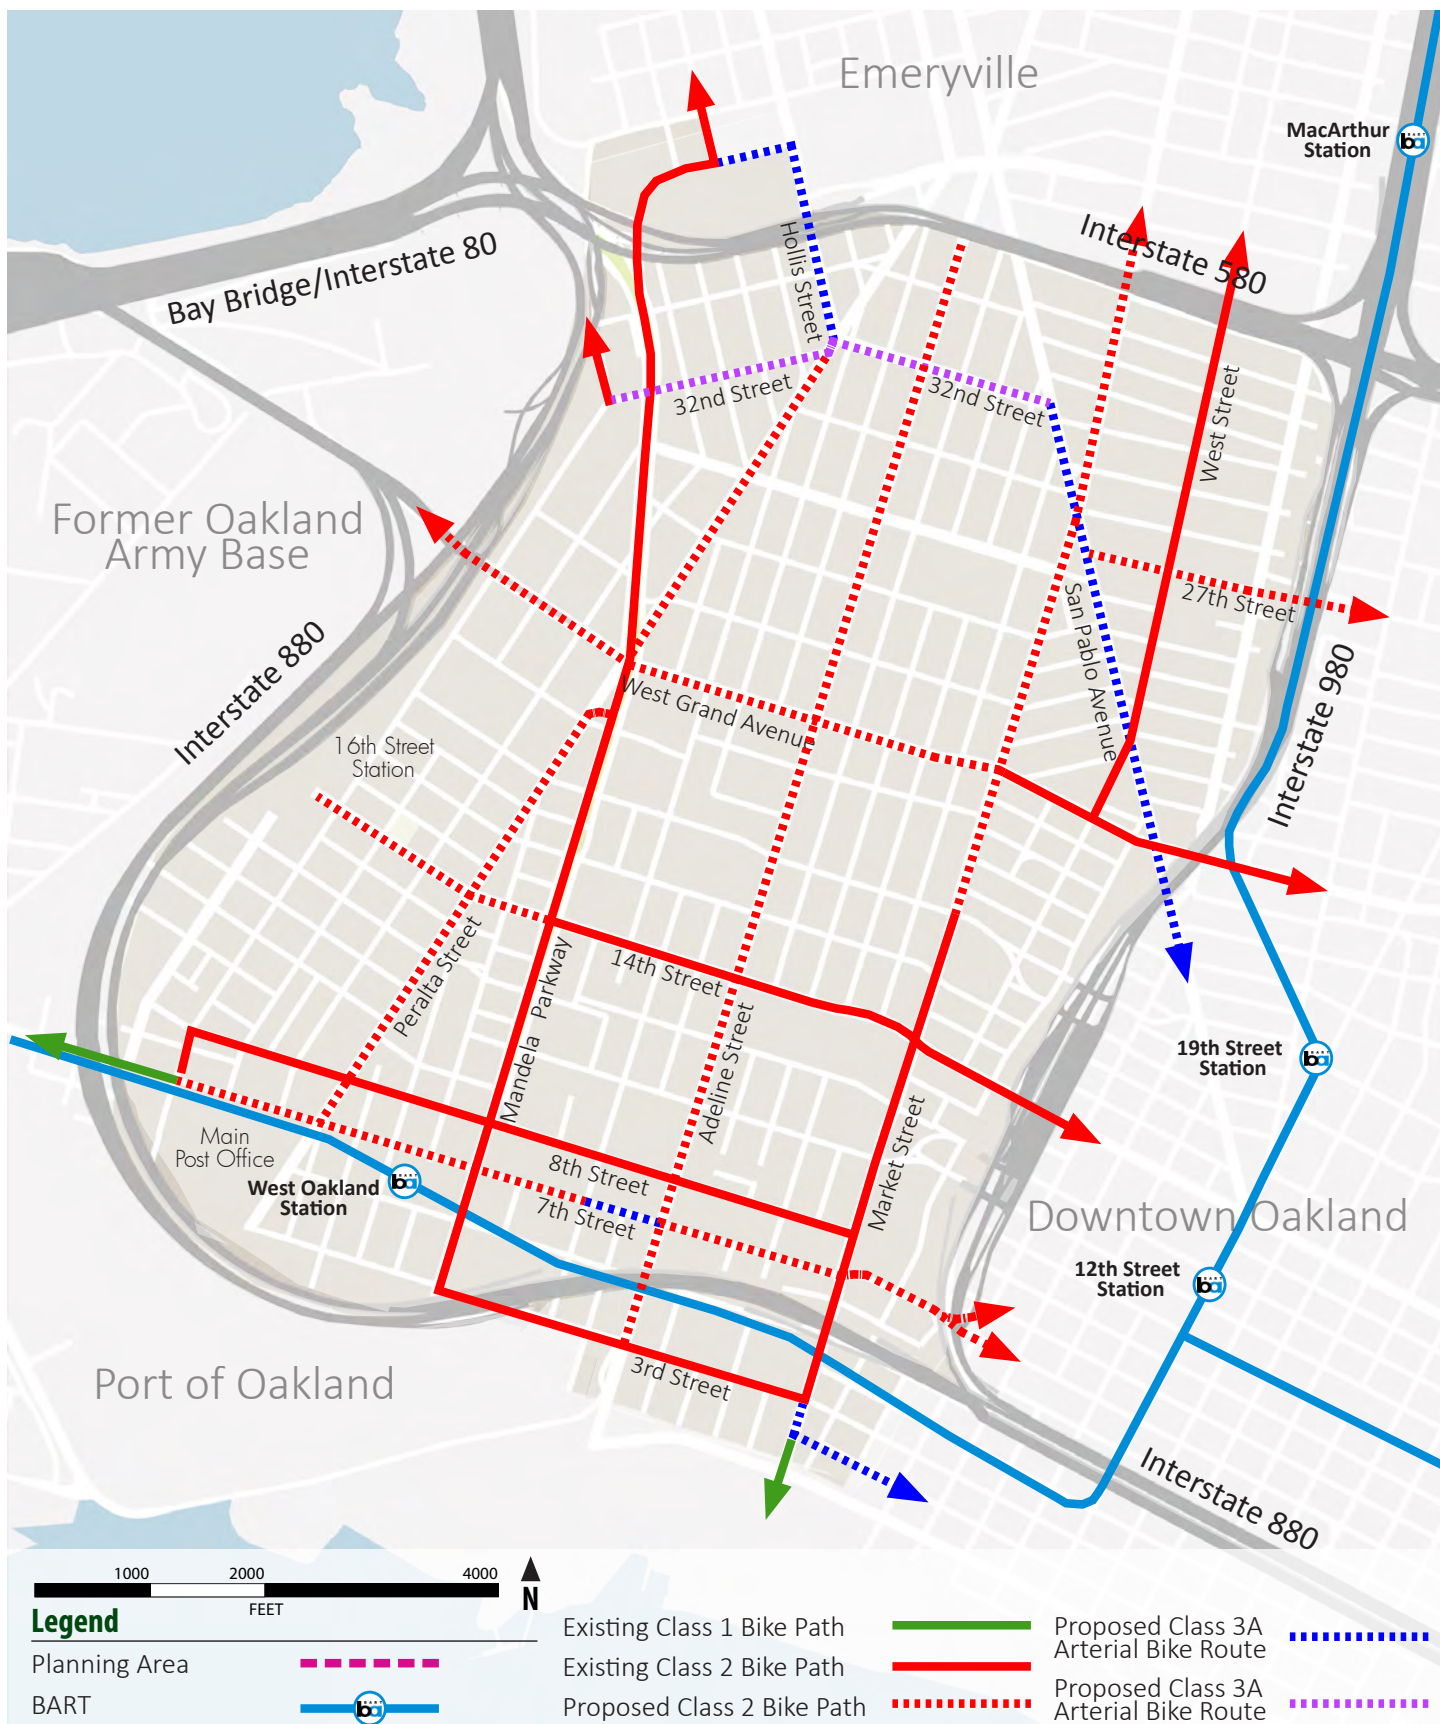 Emeryville
MacArthur
Station
Interstate 580
Hollis Street
Bay Bridge/Interstate 80
32nd Street
32nd Street
West Street
Former Oakland
Army Base
27th Street
San Pablo Avenue
Interstate 880
Interstate 980
West Grand Avenue
16th Street
Station
Peralta Street
Mandela Parkway
14th Street
Adeline Street
19th Street
Station
Market Street
Main
Post Office
West Oakland
Station
8th Street
7th Street
Downtown Oakland
12th Street
Station
Port of Oakland
3rd Street
Interstate 880
1000 2000 4000
FEET
N
Legend
Planning Area
BART
Existing Class 1 Bike Path
Existing Class 2 Bike Path
Proposed Class 2 Bike Path
Proposed Class 3A
Arterial Bike Route
Proposed Class 3A
Arterial Bike Route